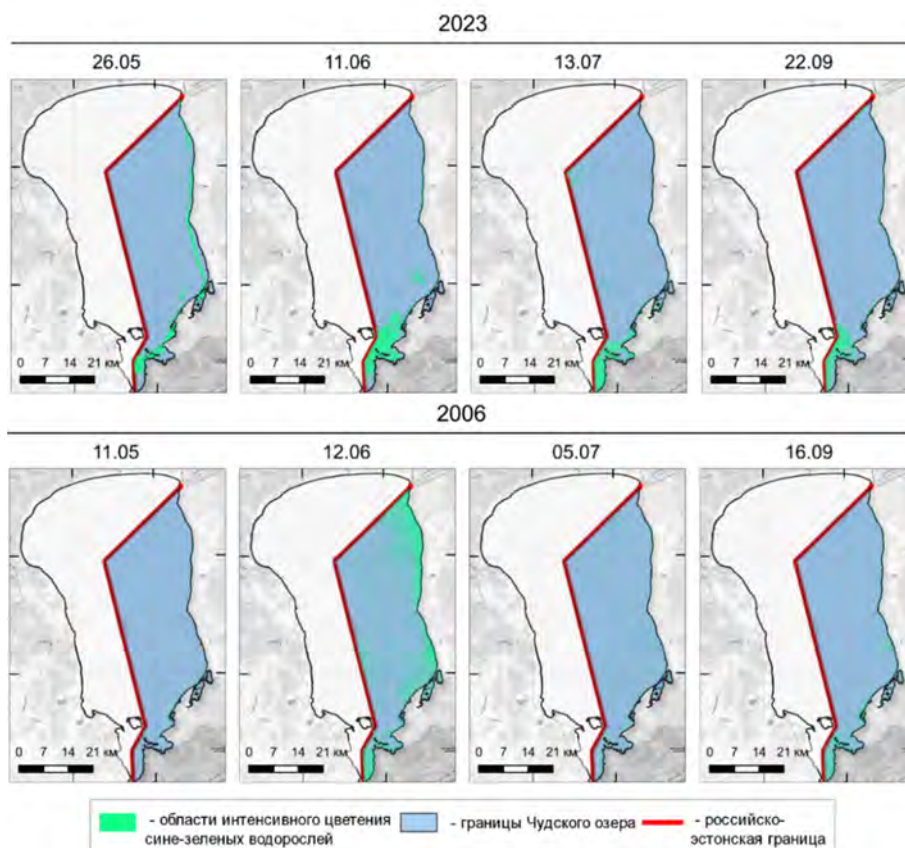 2023
26.05 11.06 13.07 22.09
0 7 14 21 км 0 7 14 21 км 0 7 14 21 км 0 7 14 21 км
2006
11.05 12.06 05.07 16.09
0 7 14 21 км 0 7 14 21 км 0 7 14 21 км 0 7 14 21 км
- области интенсивного цветения - границы Чудского озера - российско-
сине-зеленых водорослей эстонская граница